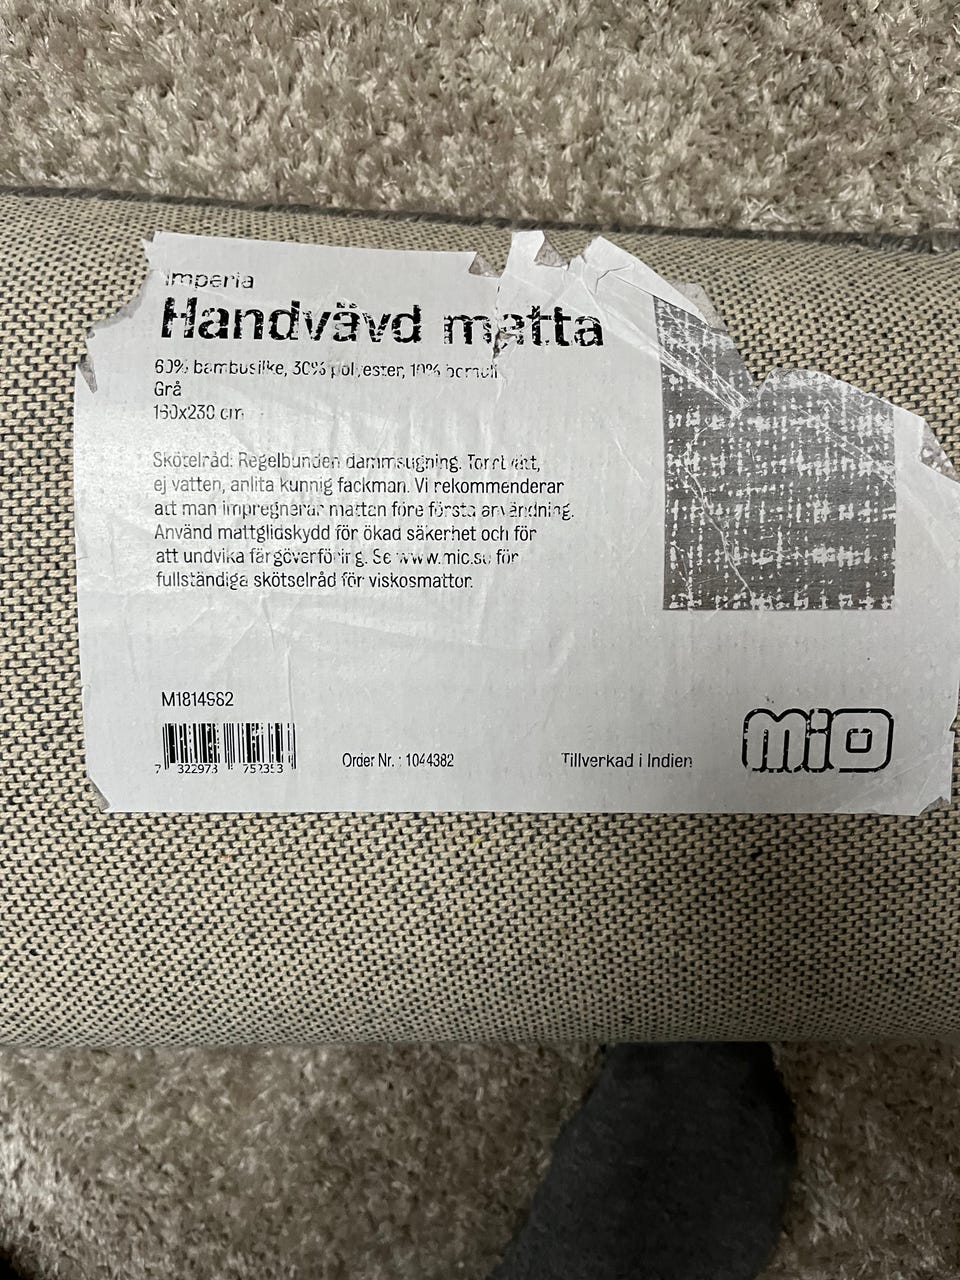 Imperia
Handvävd matta
60% bambusilke, 30% polyester, 10% bomull
Grå
160x230 cm
Skötelråd: Regelbunden dammsugning. Torrt vätt,
ej vatten, anlita kunnig fackman. Vi rekommenderar
att man impregnerar mattan före första användning.
Använd mattglidskydd för ökad säkerhet och för
att undvika färgöverföring. Se www.mio.se för
fullständiga skötselråd för viskosmattor.
M1814982
7 322973 752353
Order Nr. : 1044382
Tillverkad i Indien
MiO